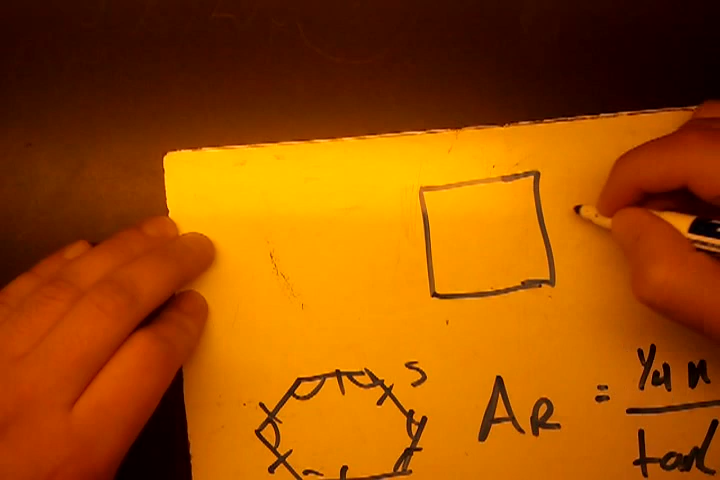 s
AR = ¼ n
tan